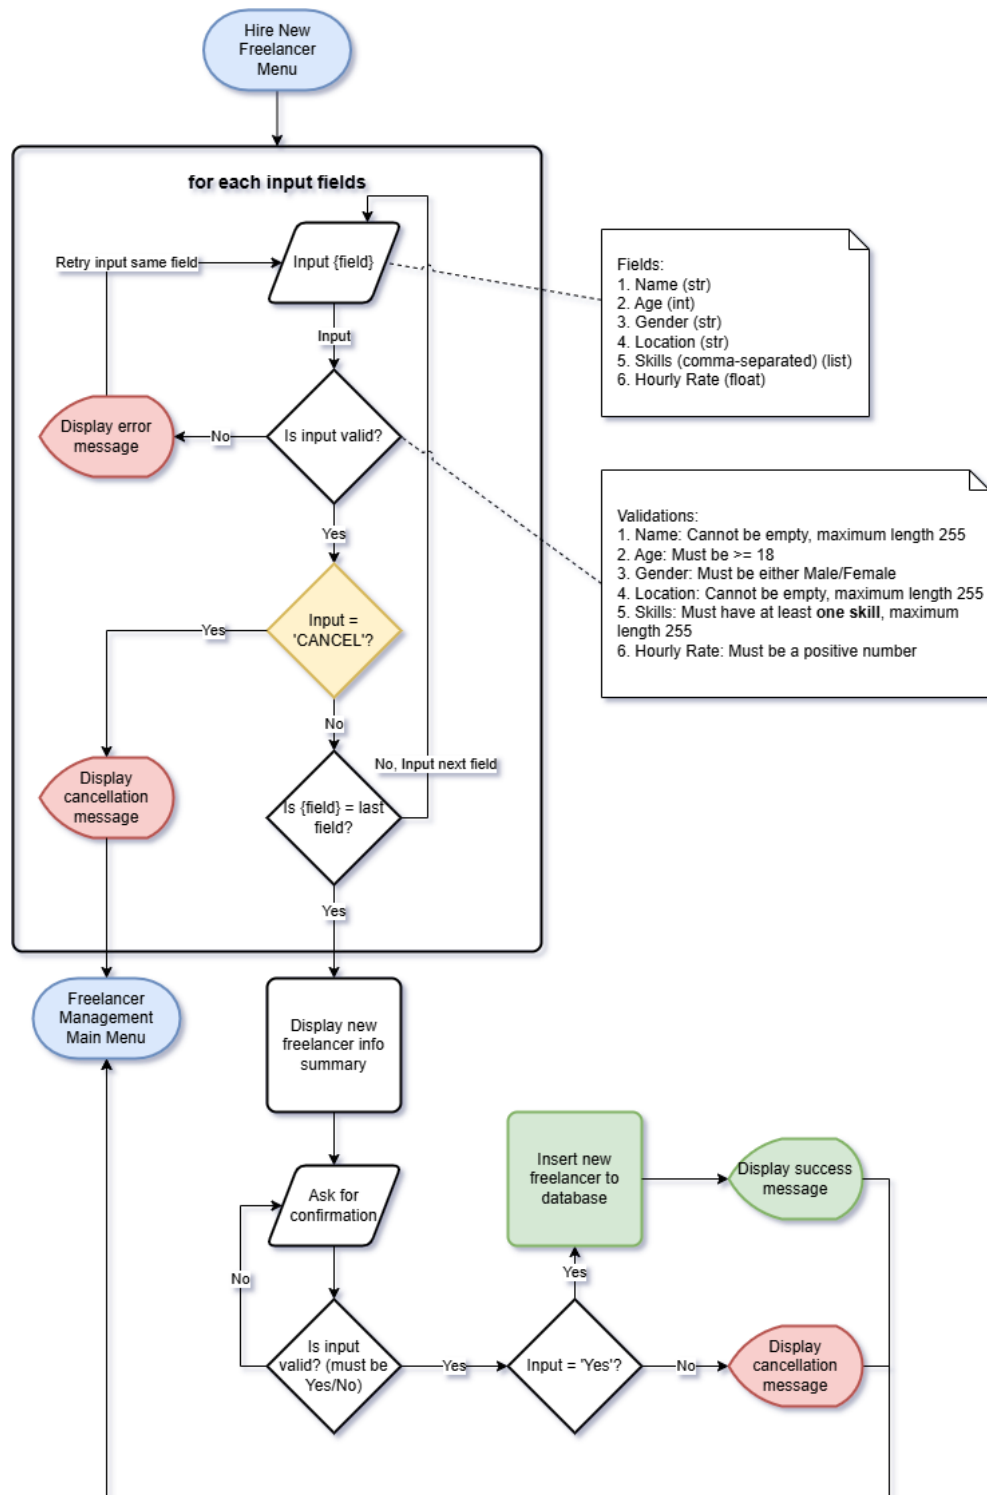 Hire New
Freelancer
Menu
for each input fields
Retry input same field
Input {field}
Input
Fields:
1. Name (str)
2. Age (int)
3. Gender (str)
4. Location (str)
5. Skills (comma-separated) (list)
6. Hourly Rate (float)
Display error
message
No
Is input valid?
Yes
Validations:
1. Name: Cannot be empty, maximum length 255
2. Age: Must be >= 18
3. Gender: Must be either Male/Female
4. Location: Cannot be empty, maximum length 255
5. Skills: Must have at least one skill, maximum
length 255
6. Hourly Rate: Must be a positive number
Input =
'CANCEL'?
Yes
No
Display
cancellation
message
No, Input next field
Is {field} = last
field?
Yes
Freelancer
Management
Main Menu
Display new
freelancer info
summary
Ask for
confirmation
No
Is input
valid? (must be
Yes/No)
Yes
Input = 'Yes'?
Yes
Insert new
freelancer to
database
Display success
message
No
Display
cancellation
message